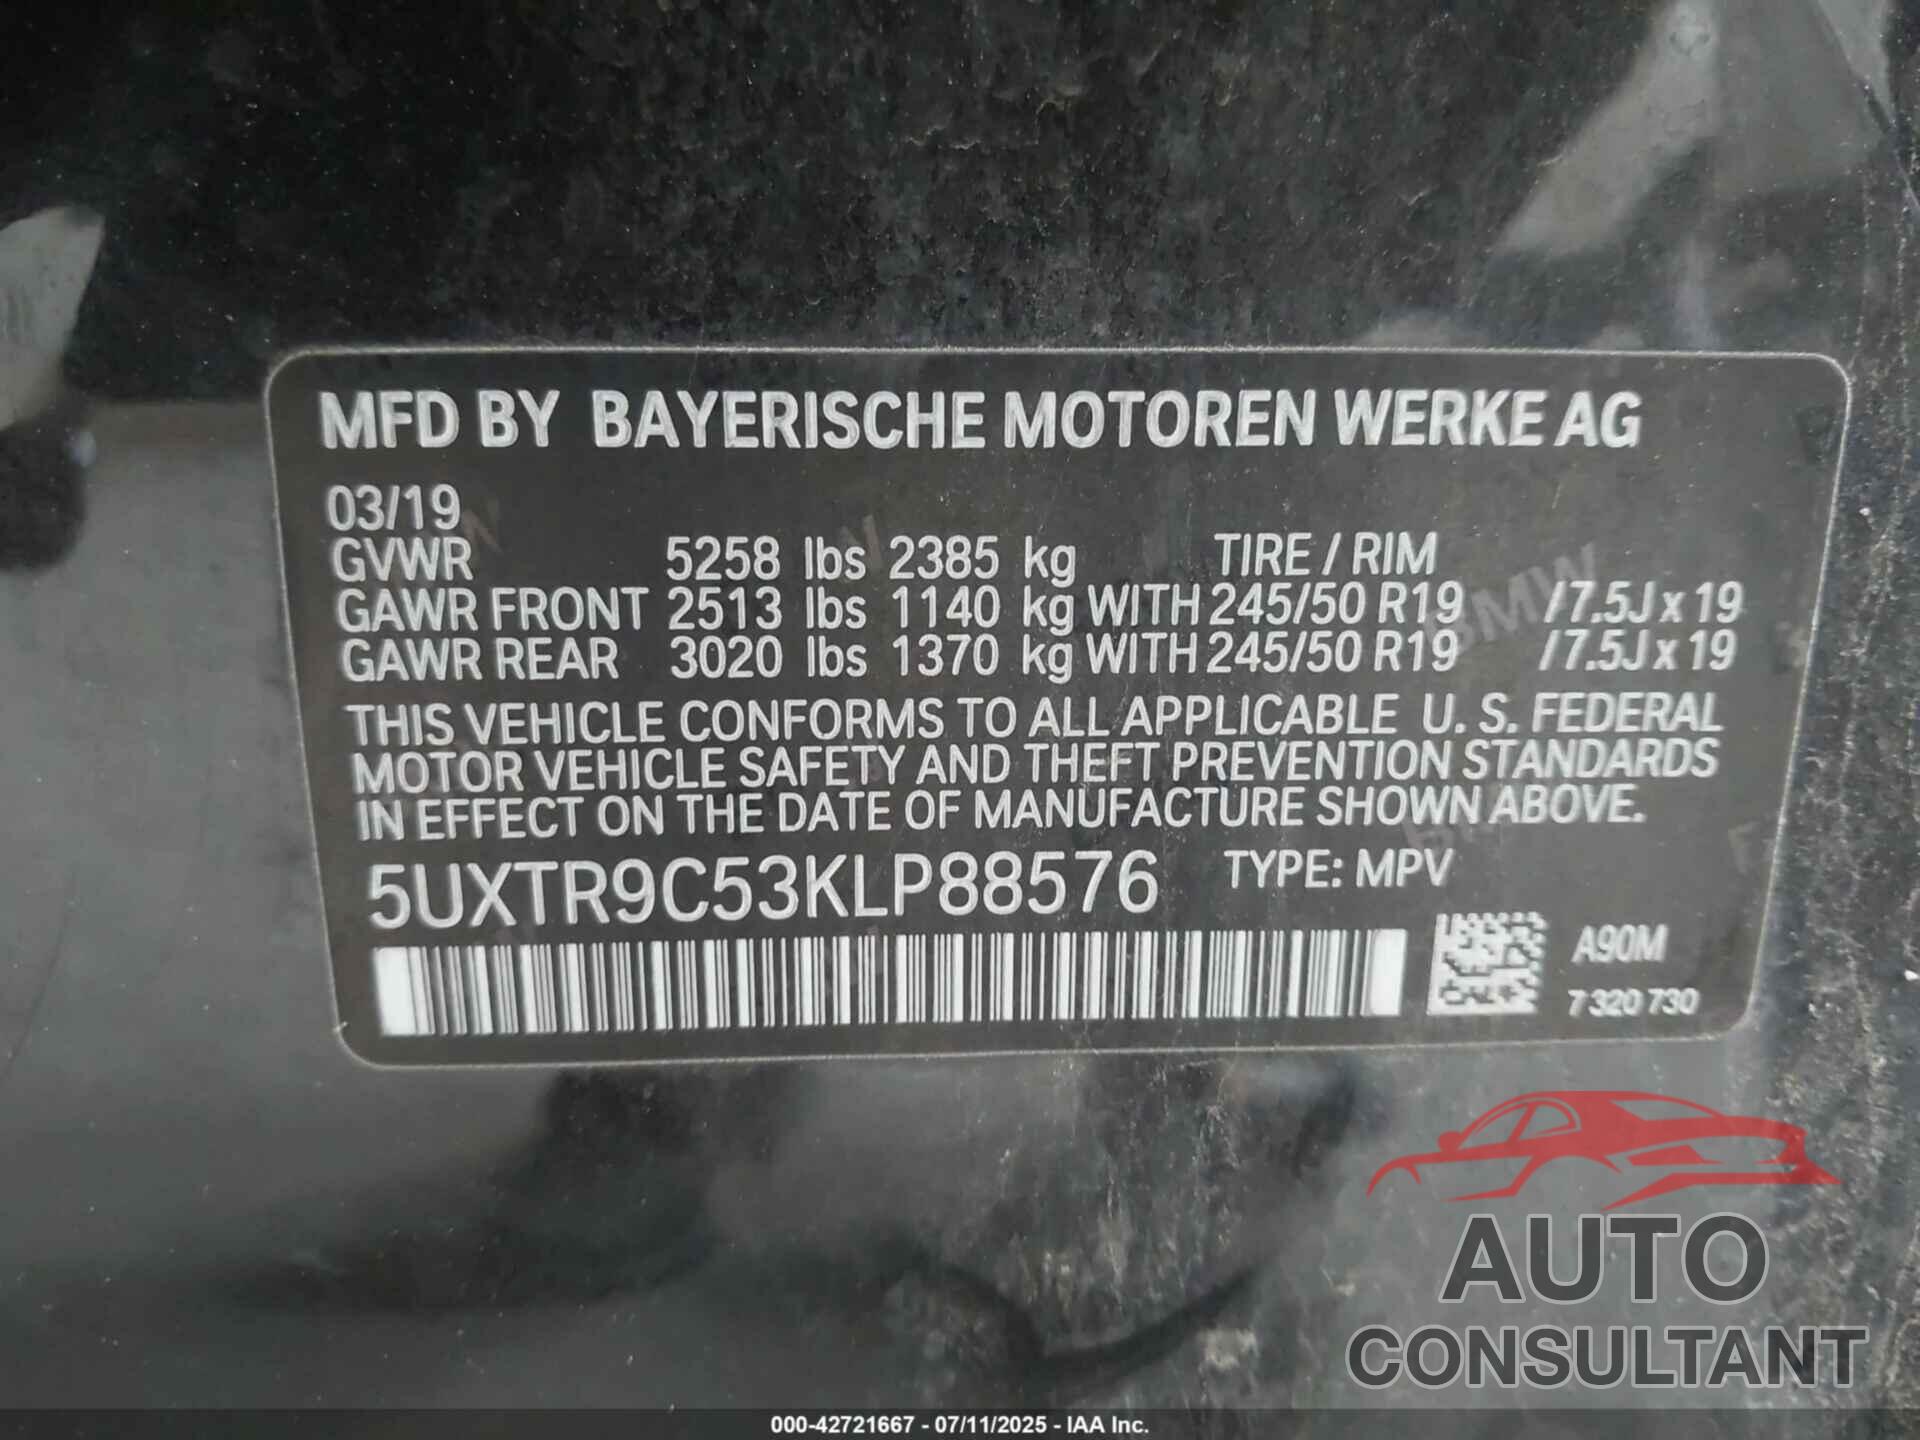 MFD BY BAYERISCHE MOTOREN WERKE AG
03/19
GVWR 5258 lbs 2385 kg TIRE / RIM
GAWR FRONT 2513 lbs 1140 kg WITH 245/50 R19 /7.5J x 19
GAWR REAR 3020 lbs 1370 kg WITH 245/50 R19 /7.5J x 19
THIS VEHICLE CONFORMS TO ALL APPLICABLE U. S. FEDERAL
MOTOR VEHICLE SAFETY AND THEFT PREVENTION STANDARDS
IN EFFECT ON THE DATE OF MANUFACTURE SHOWN ABOVE.
5UXTR9C53KLP88576 TYPE: MPV
A90M
7 320 730
AUTO
CONSULTANT
000-42721667 - 07/11/2025 - IAA Inc.